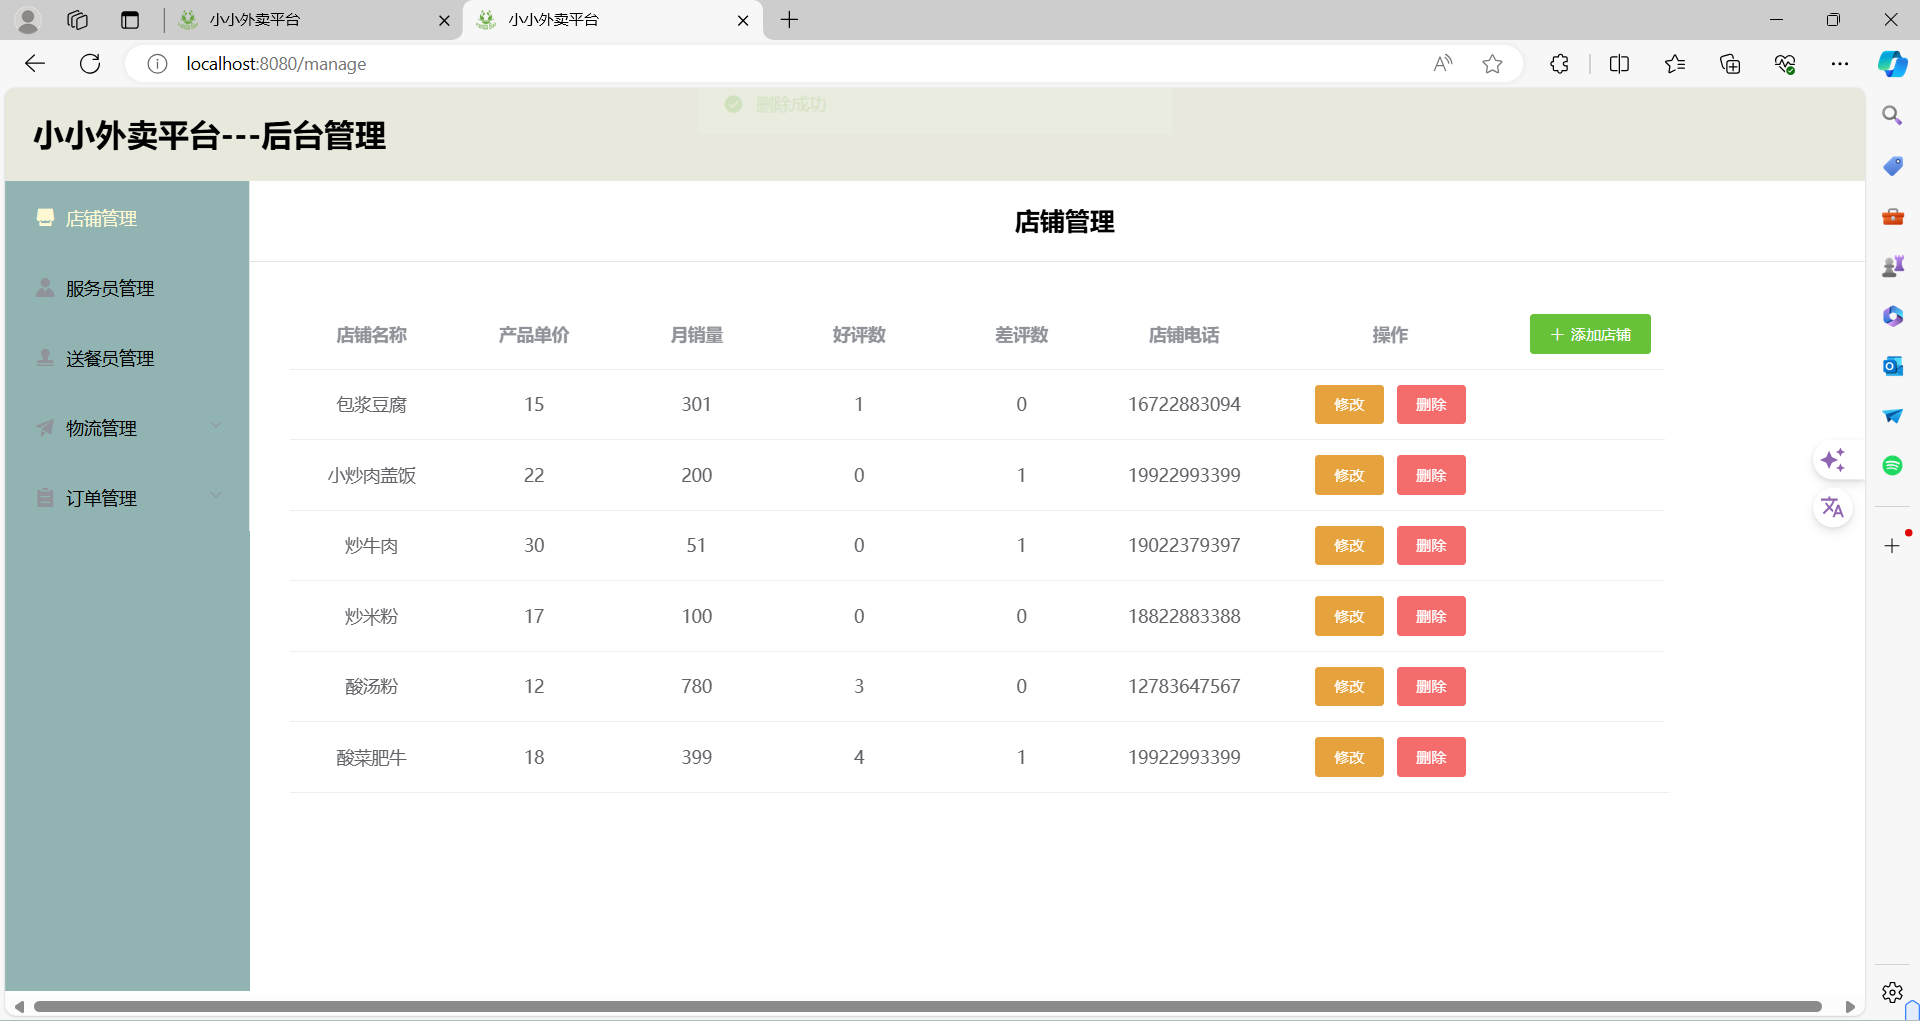 小小外卖平台
小小外卖平台
localhost:8080/manage
删除成功
小小外卖平台---后台管理
店铺管理
服务员管理
送餐员管理
物流管理
订单管理
店铺管理
店铺名称 产品单价 月销量 好评数 差评数 店铺电话 操作 添加店铺
包浆豆腐 15 301 1 0 16722883094 修改 删除
小炒肉盖饭 22 200 0 1 19922993399 修改 删除
炒牛肉 30 51 0 1 19022379397 修改 删除
炒米粉 17 100 0 0 18822883388 修改 删除
酸汤粉 12 780 3 0 12783647567 修改 删除
酸菜肥牛 18 399 4 1 19922993399 修改 删除